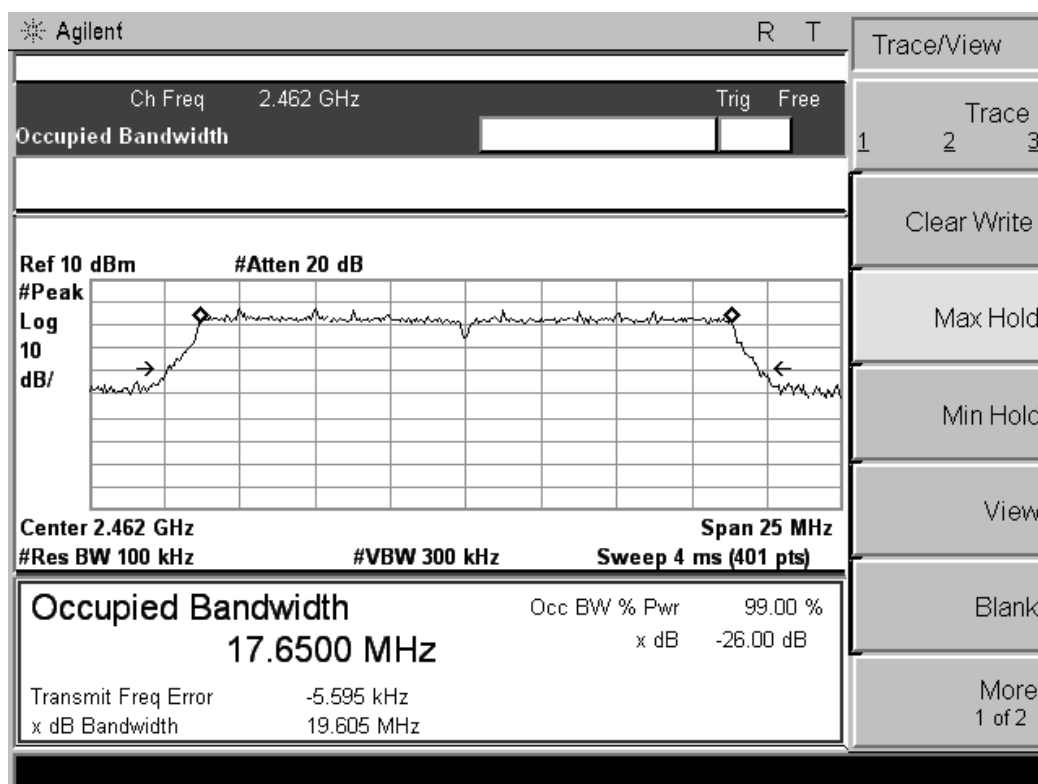 Agilent R T
Ch Freq 2.462 GHz Trig Free
Occupied Bandwidth
Ref 10 dBm #Atten 20 dB
#Peak
Log
10
dB/
Center 2.462 GHz Span 25 MHz
#Res BW 100 kHz #VBW 300 kHz Sweep 4 ms (401 pts)
Occupied Bandwidth
17.6500 MHz
Occ BW % Pwr 99.00 %
x dB -26.00 dB
Transmit Freq Error -5.595 kHz
x dB Bandwidth 19.605 MHz
Trace/View
Trace
1 2 3
Clear Write
Max Hold
Min Hold
View
Blank
More
1 of 2